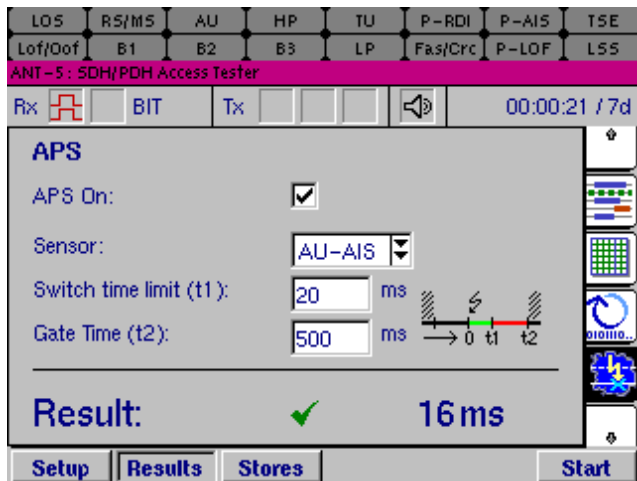 LOS RS/MS AU HP TU P-RDI P-AIS TSE
Lof/Oof B1 B2 B3 LP Fas/Crc P-LOF LSS
ANT-5 : SDH/PDH Access Tester
Rx BIT Tx 00:00:21 / 7d
APS
APS On:
Sensor: AU-AIS
Switch time limit (t1): 20 ms
Gate Time (t2): 500 ms
0 t1 t2
Result: 16 ms
Setup Results Stores Start